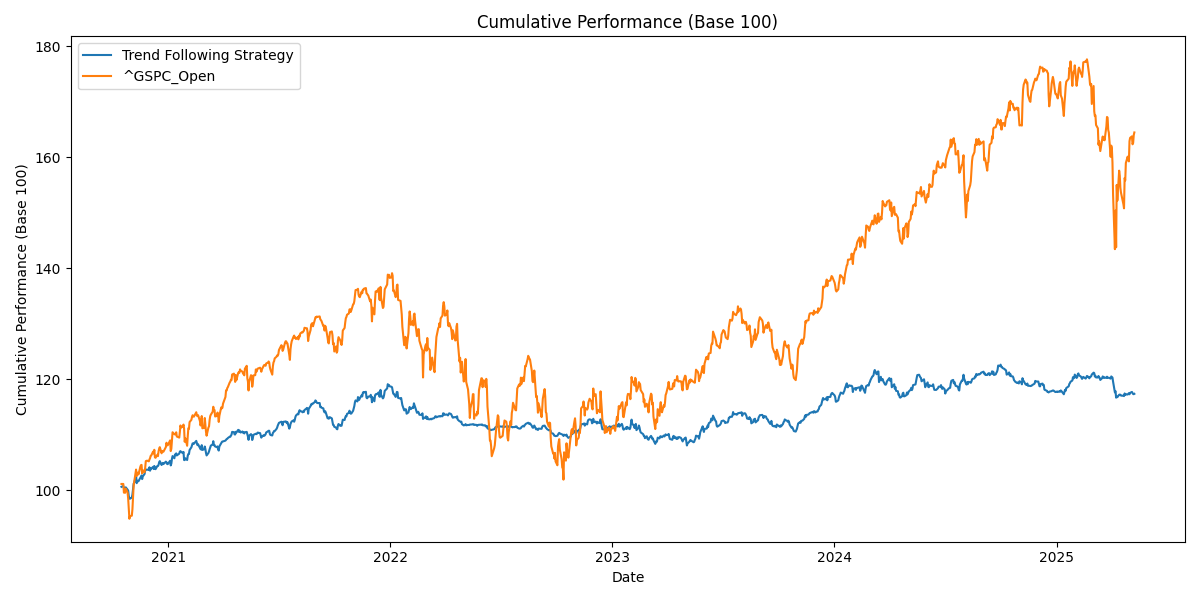 Cumulative Performance (Base 100)
Trend Following Strategy
^GSPC_Open
Cumulative Performance (Base 100)
180
160
140
120
100
2021
2022
2023
2024
2025
Date